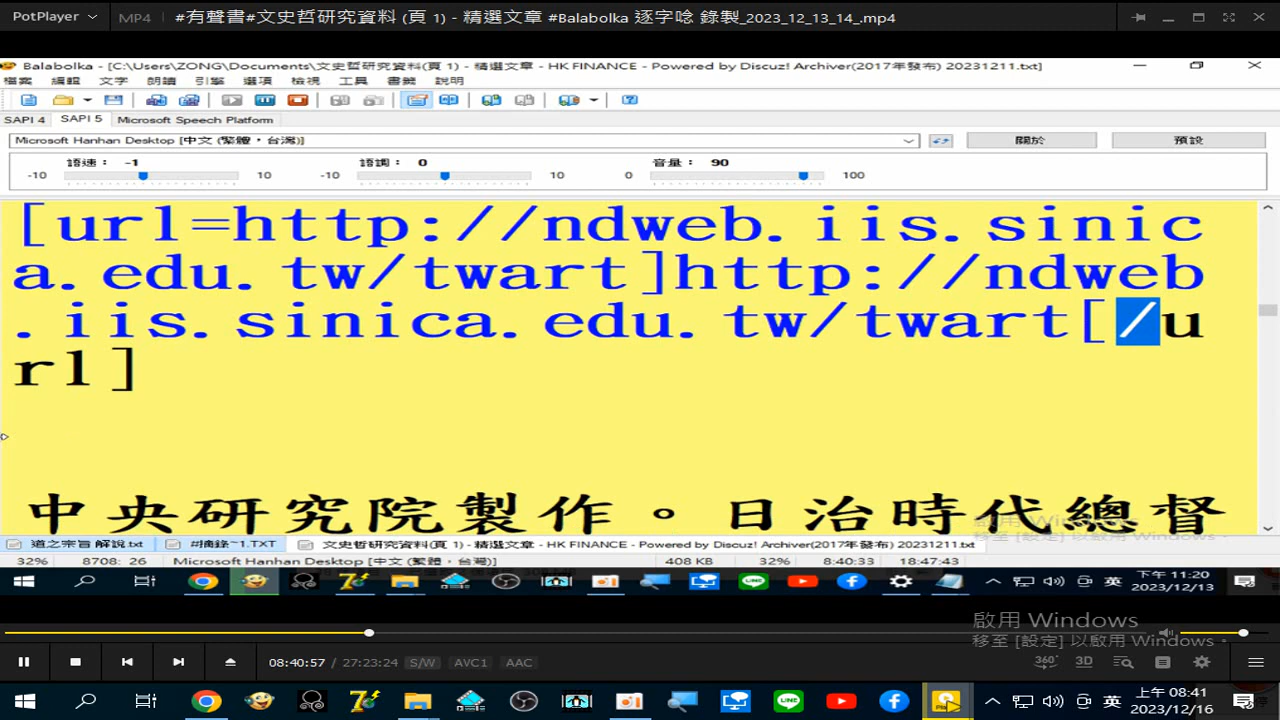 PotPlayer MP4 #有聲書#文史哲研究資料 (頁 1) - 精選文章 #Balabolka 逐字唸 錄製_2023_12_13_14_.mp4
Balabolka - [C:\Users\ZONG\Documents\文史哲研究資料(頁 1) - 精選文章 - HK FINANCE - Powered by Discuz! Archiver(2017年發布) 20231211.txt]
檔案 編輯 文字 朗讀 引擎 選項 檢視 工具 書籤 說明
SAPI 4 SAPI 5 Microsoft Speech Platform
Microsoft Hanhan Desktop [中文 (繁體，台灣)] 關於 預設
語速： -1 語調： 0 音量： 90
-10 10 -10 10 0 100
[url=http://ndweb.iis.sinic
a.edu.tw/twart]http://ndweb
.iis.sinica.edu.tw/twart[/u
rl]
中央研究院製作。日治時代總督
啟用 Windows
移至 [設定] 以啟用 Windows。
道之宗旨 解說.txt #摘錄~1.TXT 文史哲研究資料(頁 1) - 精選文章 - HK FINANCE - Powered by Discuz! Archiver(2017年發布) 20231211.txt
32% 8708: 26 Microsoft Hanhan Desktop [中文 (繁體，台灣)] 408 KB 32% 8:40:33 18:47:43
英 下午 11:20
2023/12/13
啟用 Windows
移至 [設定] 以啟用 Windows。
08:40:57 / 27:23:24 S/W AVC1 AAC 360° 3D
英 上午 08:41
2023/12/16